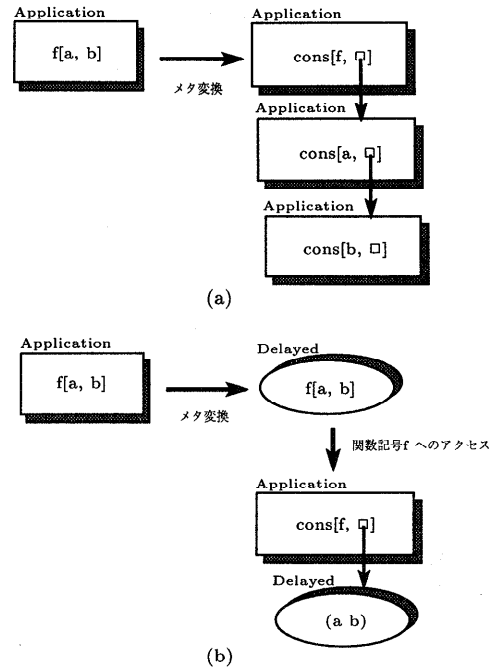 Application
f[a, b]
メタ変換
Application
cons[f, □]
Application
cons[a, □]
Application
cons[b, □]
(a)
Application
f[a, b]
メタ変換
Delayed
f[a, b]
関数記号f へのアクセス
Application
cons[f, □]
Delayed
(a b)
(b)